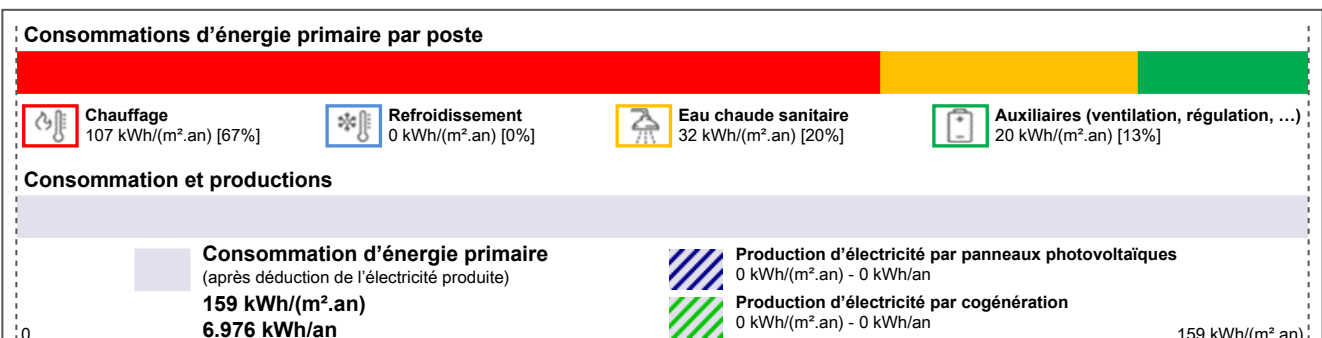 Consommations d’énergie primaire par poste
Chauffage
107 kWh/(m².an) [67%]
Refroidissement
0 kWh/(m².an) [0%]
Eau chaude sanitaire
32 kWh/(m².an) [20%]
Auxiliaires (ventilation, régulation, …)
20 kWh/(m².an) [13%]
Consommation et productions
Consommation d’énergie primaire
(après déduction de l’électricité produite)
159 kWh/(m².an)
6.976 kWh/an
Production d’électricité par panneaux photovoltaïques
0 kWh/(m².an) - 0 kWh/an
Production d’électricité par cogénération
0 kWh/(m².an) - 0 kWh/an
0
159 kWh/(m².an)